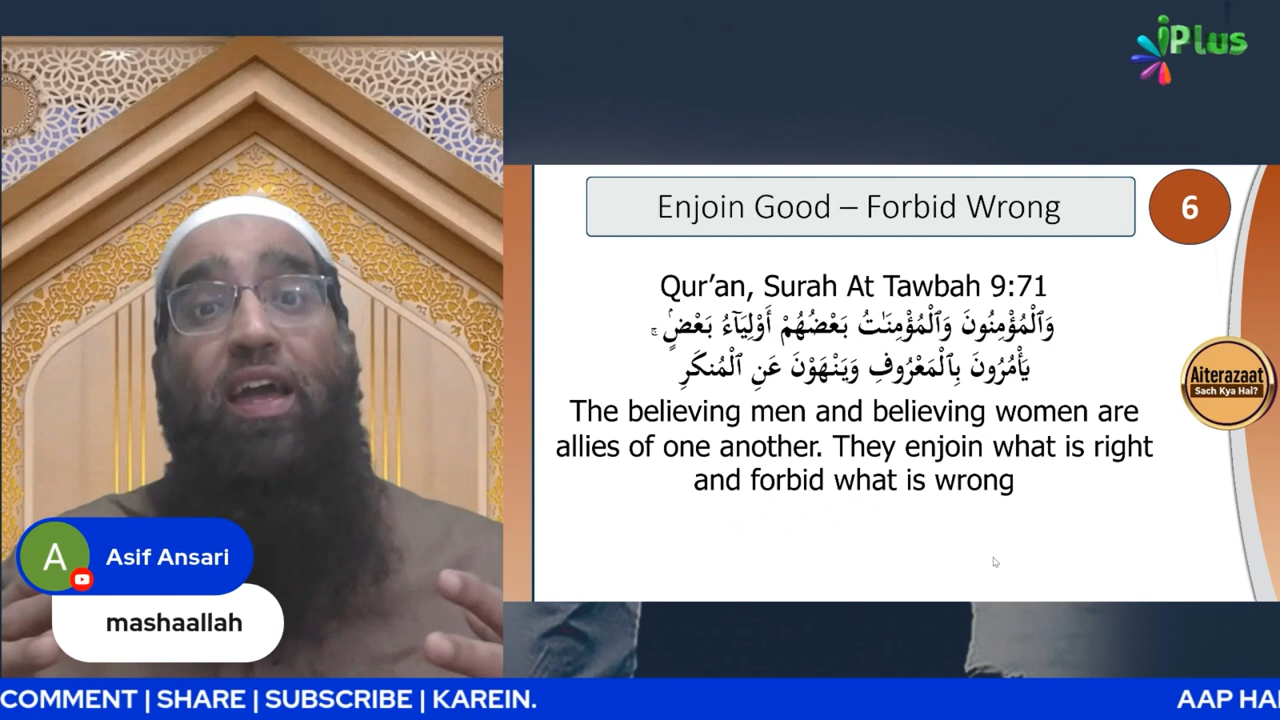 iPlus
Enjoin Good – Forbid Wrong
6
Qur’an, Surah At Tawbah 9:71
وَٱلْمُؤْمِنُونَ وَٱلْمُؤْمِنَـٰتُ بَعْضُهُمْ أَوْلِيَآءُ بَعْضٍۢ ۚ
يَأْمُرُونَ بِٱلْمَعْرُوفِ وَيَنْهَوْنَ عَنِ ٱلْمُنكَرِ
The believing men and believing women are
allies of one another. They enjoin what is right
and forbid what is wrong
Aiterazaat
Sach Kya Hai?
A
Asif Ansari
mashaallah
COMMENT | SHARE | SUBSCRIBE | KAREIN.
AAP